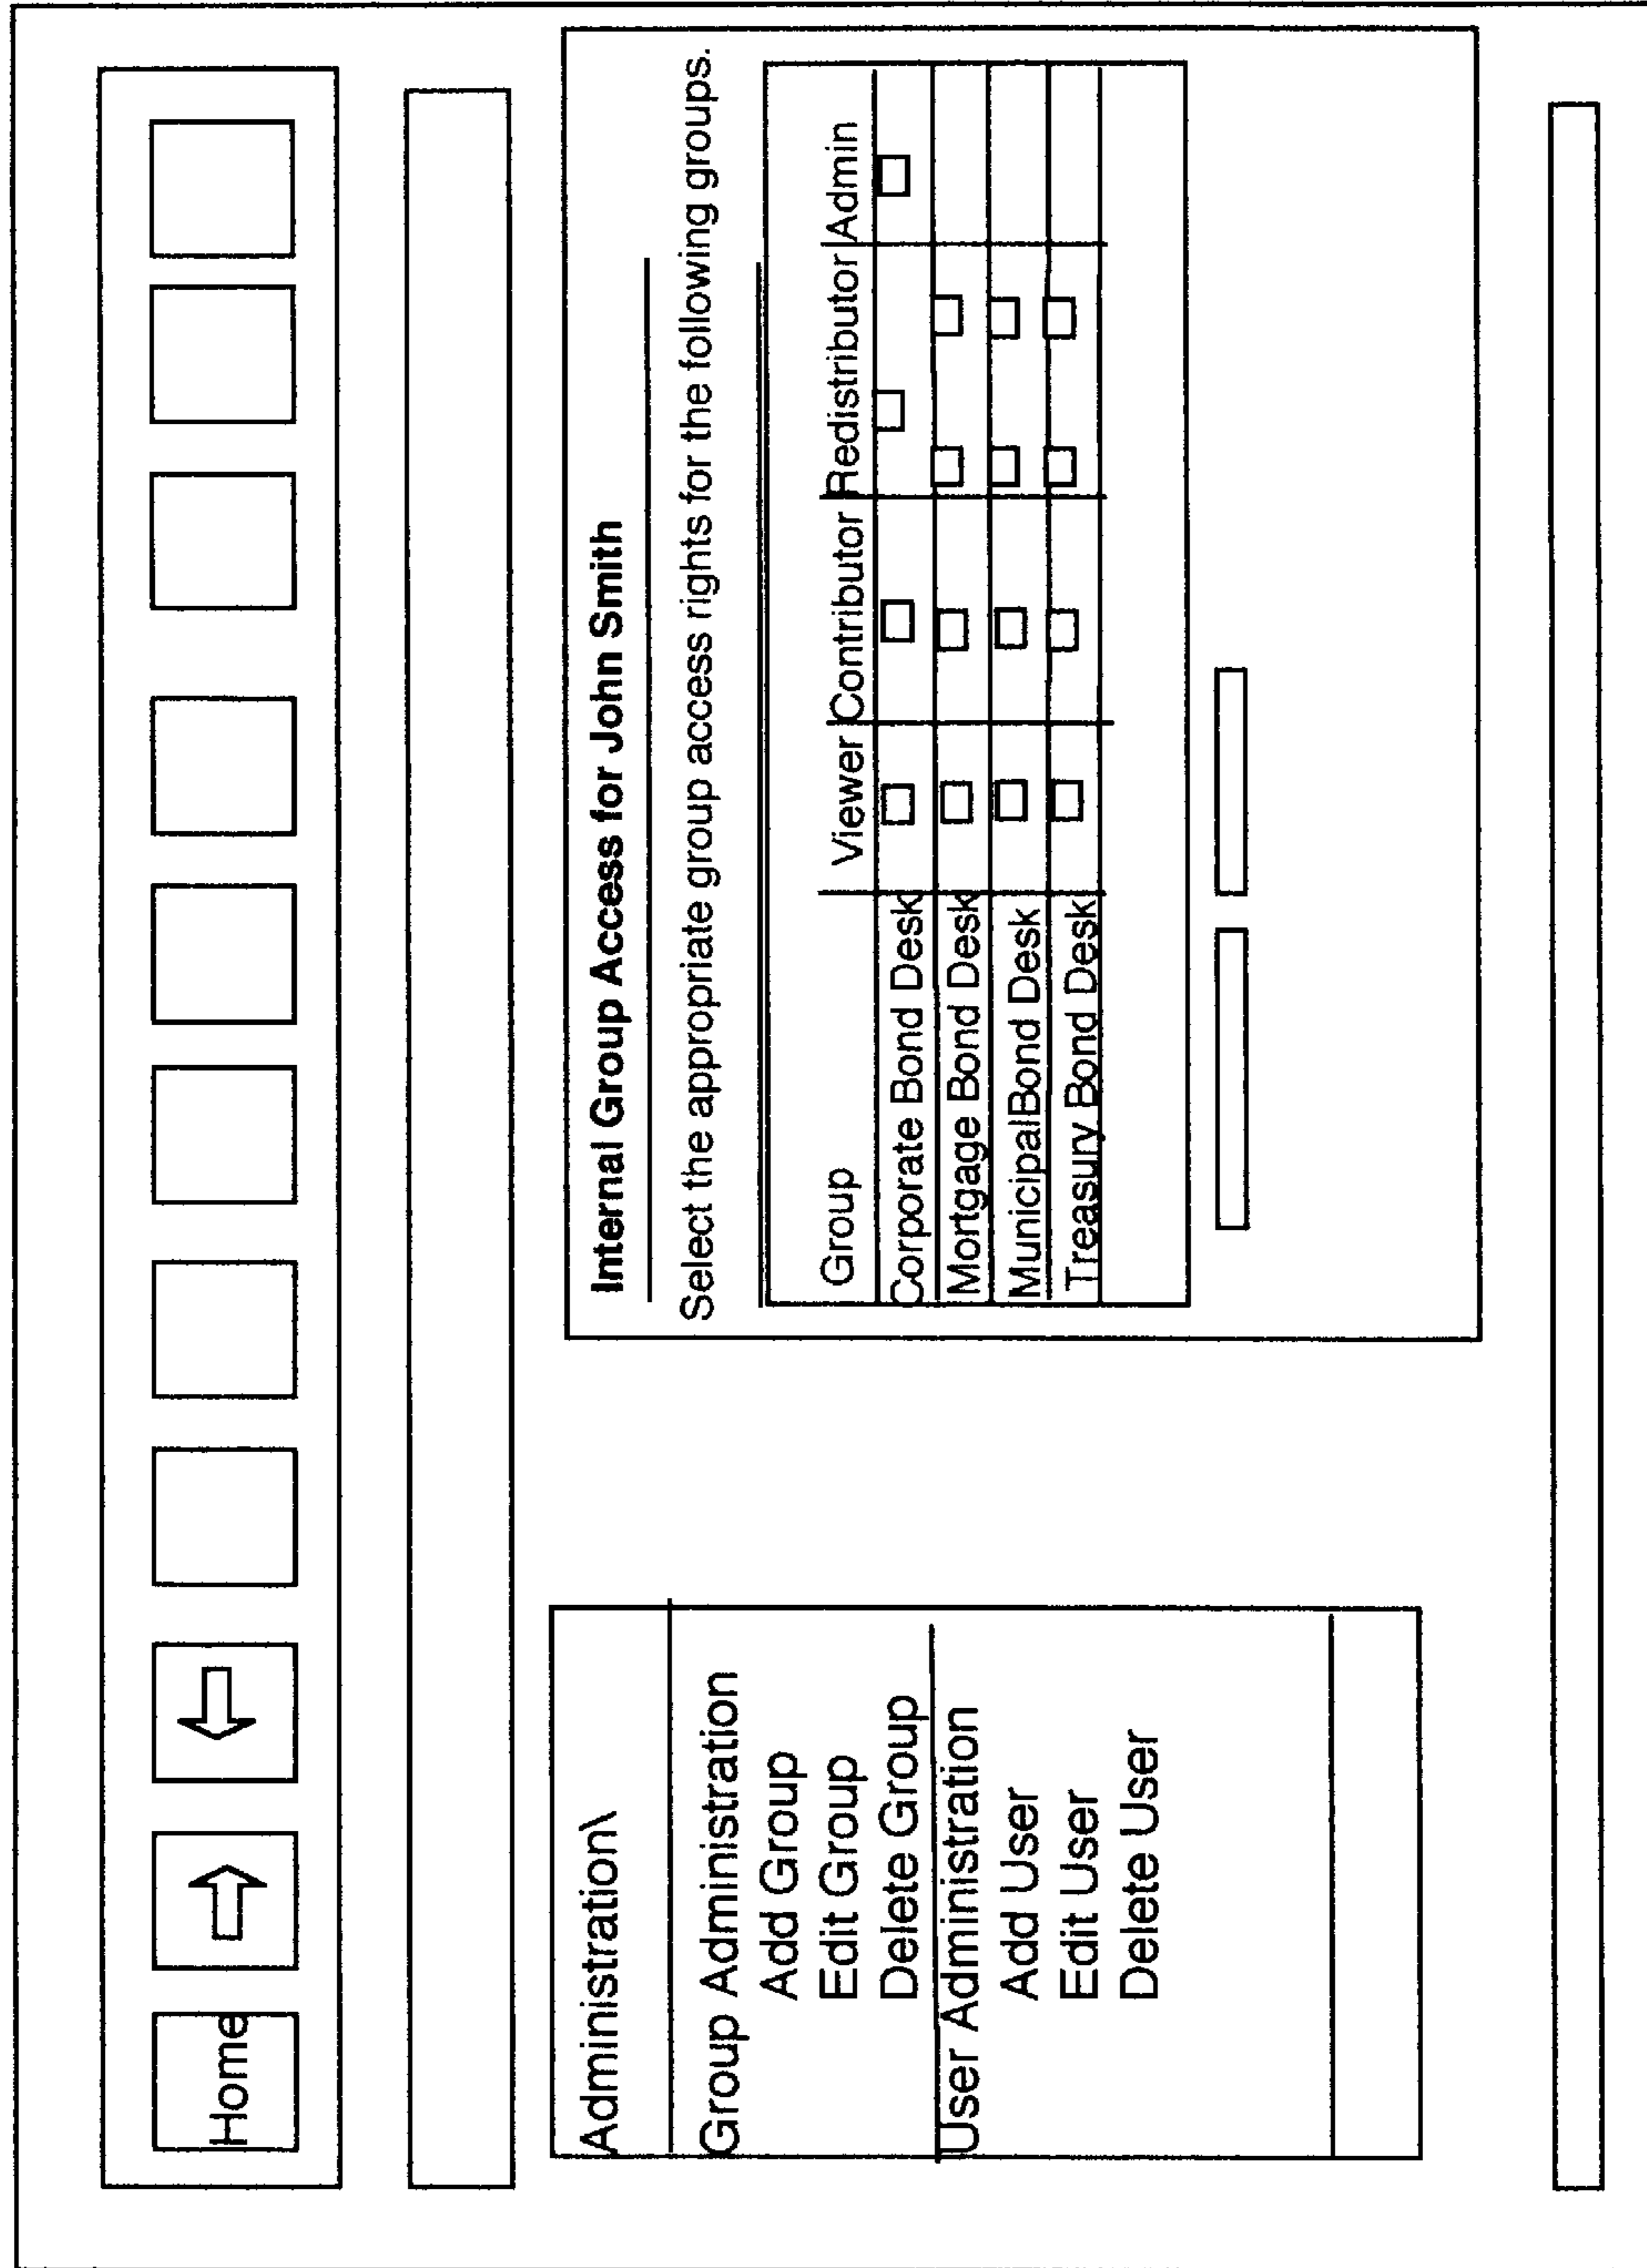 Home
Administration\
Group Administration
Add Group
Edit Group
Delete Group
User Administration
Add User
Edit User
Delete User
Internal Group Access for John Smith
Select the appropriate group access rights for the following groups.
Group Viewer Contributor Redistributor Admin
Corporate Bond Desk
Mortgage Bond Desk
MunicipalBond Desk
Treasury Bond Desk